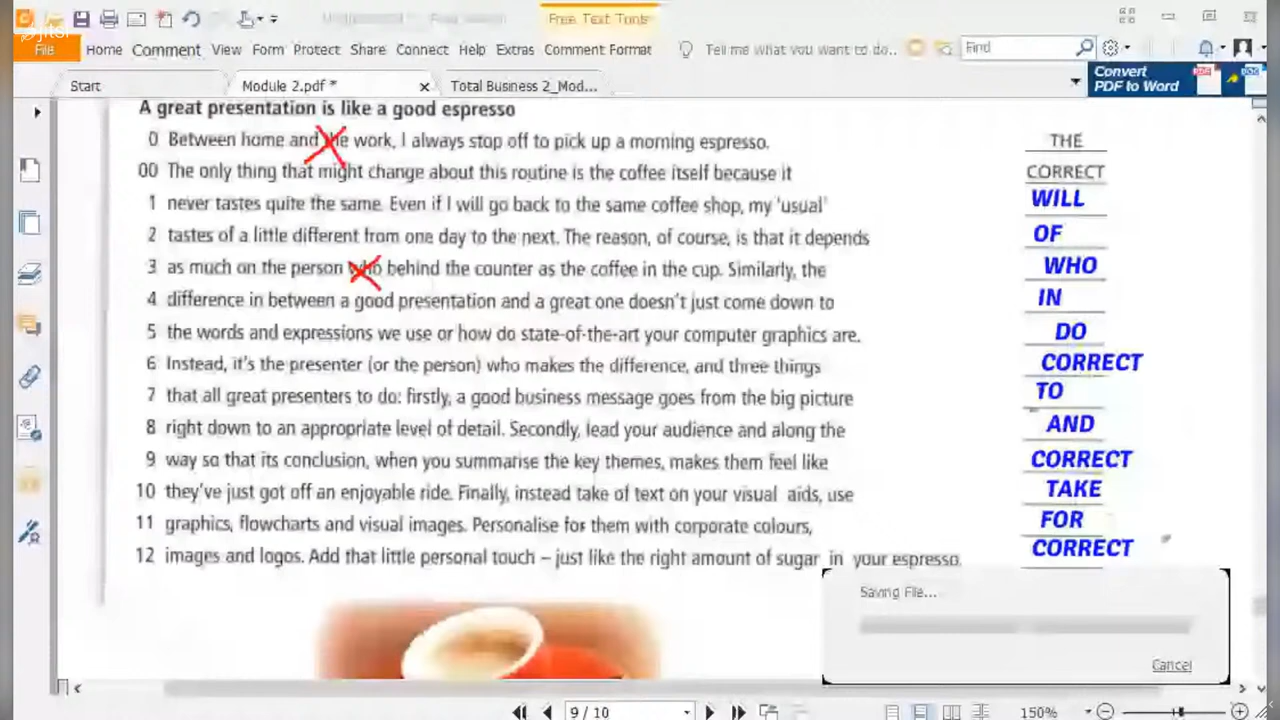 jitsi
Free Text Tools
File Home Comment View Form Protect Share Connect Help Extras Comment Format Tell me what you want to do.. Find
Start Module 2.pdf * Total Business 2_Mod...
Convert
PDF to Word
A great presentation is like a good espresso
0 Between home and the work, I always stop off to pick up a morning espresso. THE
00 The only thing that might change about this routine is the coffee itself because it CORRECT
1 never tastes quite the same. Even if I will go back to the same coffee shop, my 'usual' WILL
2 tastes of a little different from one day to the next. The reason, of course, is that it depends OF
3 as much on the person who behind the counter as the coffee in the cup. Similarly, the WHO
4 difference in between a good presentation and a great one doesn't just come down to IN
5 the words and expressions we use or how do state-of-the-art your computer graphics are. DO
6 Instead, it's the presenter (or the person) who makes the difference, and three things CORRECT
7 that all great presenters to do: firstly, a good business message goes from the big picture TO
8 right down to an appropriate level of detail. Secondly, lead your audience and along the AND
9 way so that its conclusion, when you summarise the key themes, makes them feel like CORRECT
10 they've just got off an enjoyable ride. Finally, instead take of text on your visual aids, use TAKE
11 graphics, flowcharts and visual images. Personalise for them with corporate colours, FOR
12 images and logos. Add that little personal touch – just like the right amount of sugar in your espresso. CORRECT
Saving File...
Cancel
9 / 10 150%